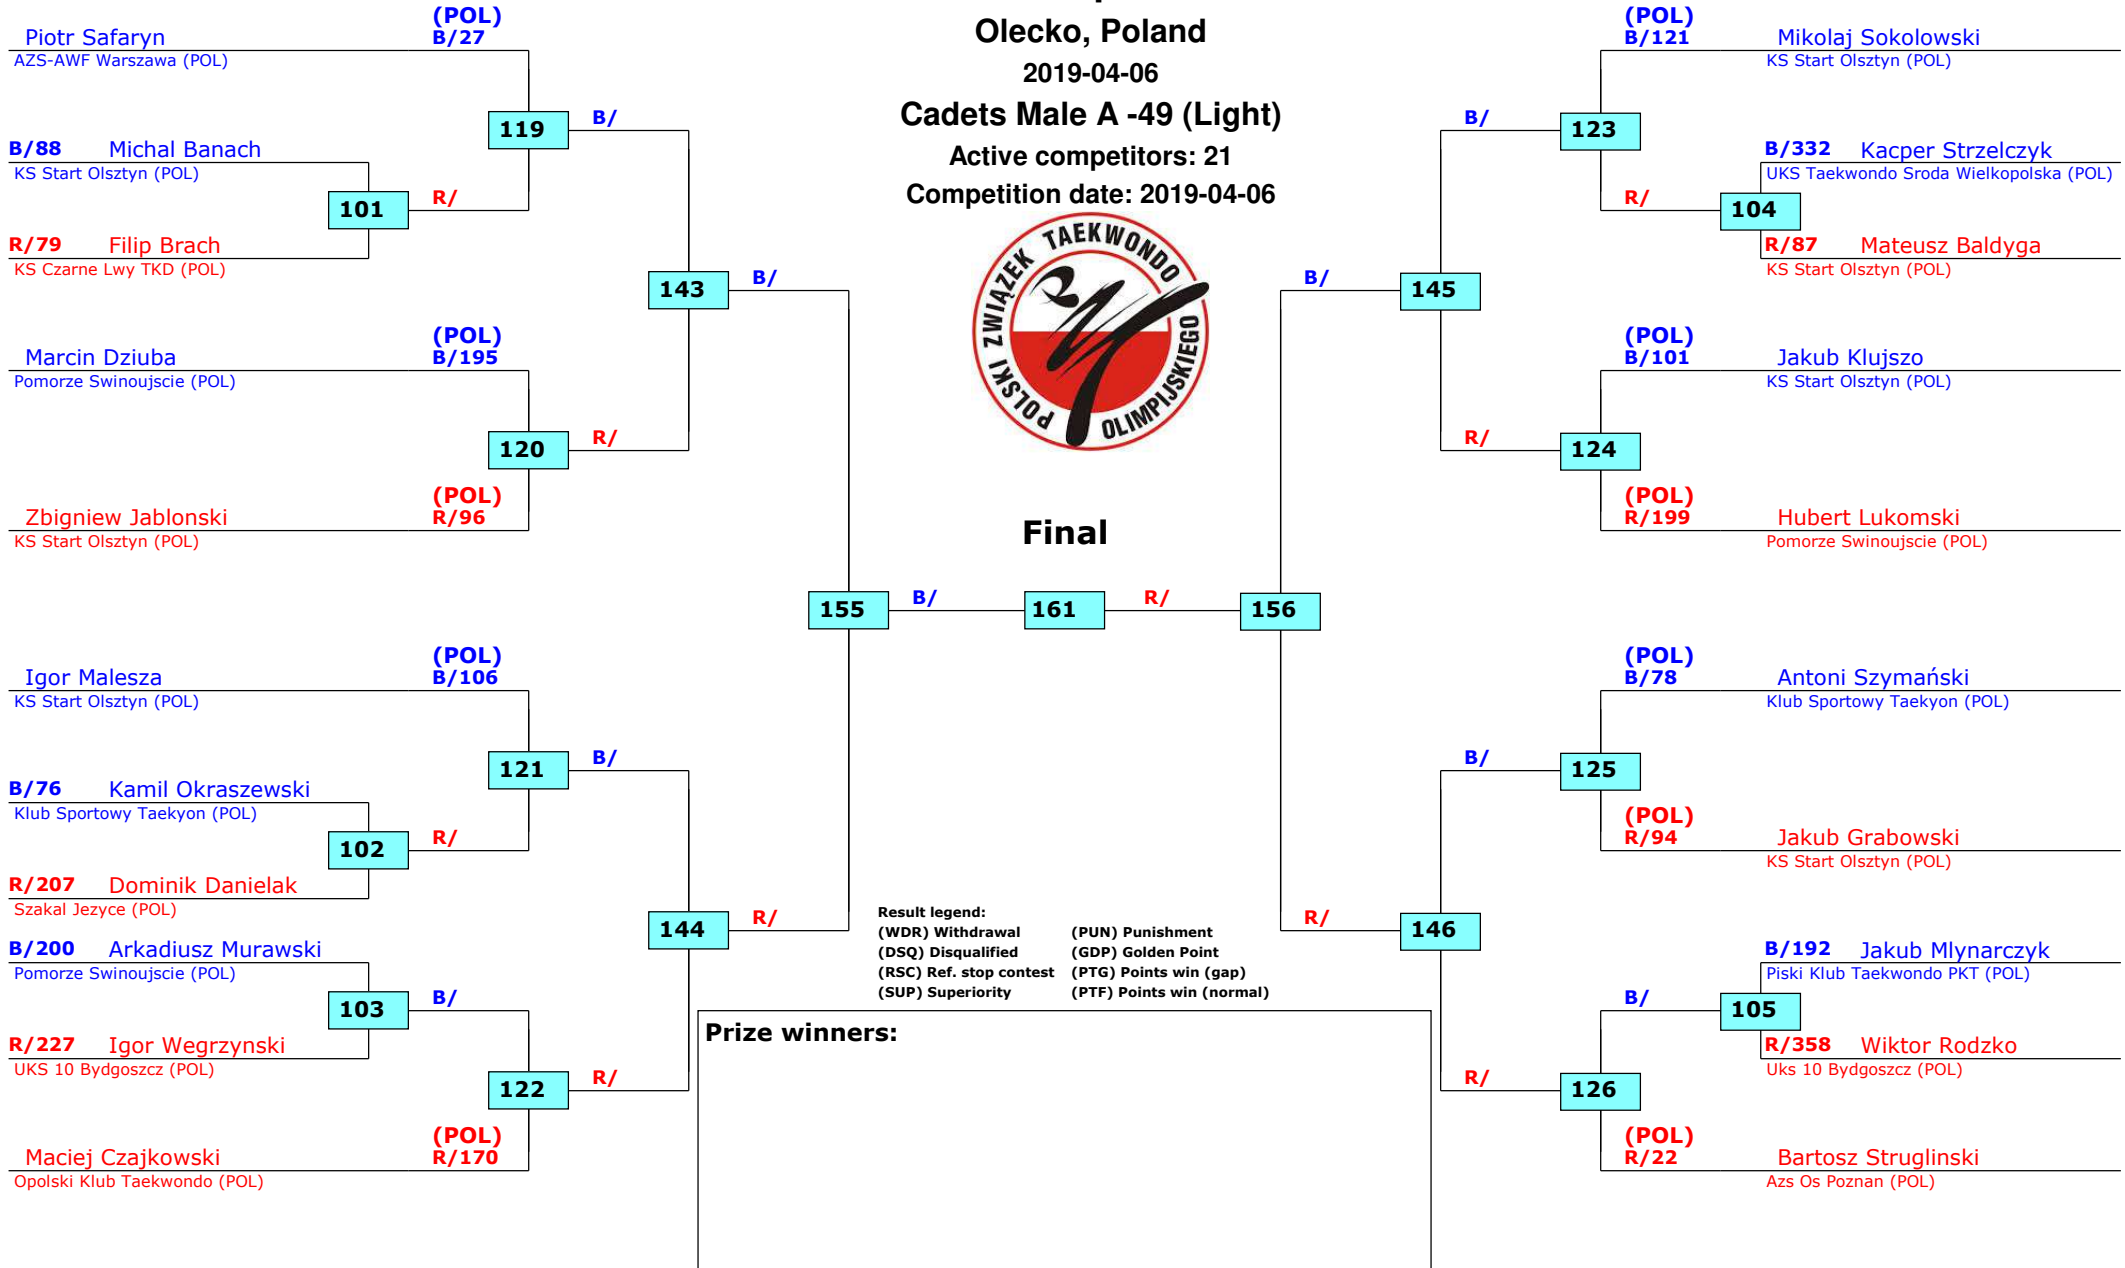 Olecko, Poland
2019-04-06
Cadets Male A -49 (Light)
Active competitors: 21
Competition date: 2019-04-06
POLSKI ZWIĄZEK TAEKWONDO OLIMPIJSKIEGO
(POL)
Piotr Safaryn B/27
AZS-AWF Warszawa (POL)
119 B/
B/88 Michal Banach
KS Start Olsztyn (POL)
101 R/
R/79 Filip Brach
KS Czarne Lwy TKD (POL)
143 B/
(POL)
Marcin Dziuba B/195
Pomorze Swinoujscie (POL)
120 R/
(POL)
Zbigniew Jablonski R/96
KS Start Olsztyn (POL)
155 B/
(POL)
Igor Malesza B/106
KS Start Olsztyn (POL)
121 B/
B/76 Kamil Okraszewski
Klub Sportowy Taekyon (POL)
102 R/
R/207 Dominik Danielak
Szakal Jezyce (POL)
144 R/
B/200 Arkadiusz Murawski
Pomorze Swinoujscie (POL)
103 B/
R/227 Igor Wegrzynski
UKS 10 Bydgoszcz (POL)
122 R/
(POL)
Maciej Czajkowski R/170
Opolski Klub Taekwondo (POL)
Final
161
R/ 156
(POL)
B/121 Mikolaj Sokolowski
KS Start Olsztyn (POL)
B/ 123
B/332 Kacper Strzelczyk
UKS Taekwondo Sroda Wielkopolska (POL)
R/ 104
R/87 Mateusz Baldyga
KS Start Olsztyn (POL)
B/ 145
(POL)
B/101 Jakub Klujszo
KS Start Olsztyn (POL)
R/ 124
(POL)
R/199 Hubert Lukomski
Pomorze Swinoujscie (POL)
(POL)
B/78 Antoni Szymański
Klub Sportowy Taekyon (POL)
B/ 125
(POL)
R/94 Jakub Grabowski
KS Start Olsztyn (POL)
R/ 146
B/192 Jakub Mlynarczyk
Piski Klub Taekwondo PKT (POL)
B/ 105
R/358 Wiktor Rodzko
Uks 10 Bydgoszcz (POL)
R/ 126
(POL)
R/22 Bartosz Struglinski
Azs Os Poznan (POL)
Result legend:
(WDR) Withdrawal (PUN) Punishment
(DSQ) Disqualified (GDP) Golden Point
(RSC) Ref. stop contest (PTG) Points win (gap)
(SUP) Superiority (PTF) Points win (normal)
Prize winners: